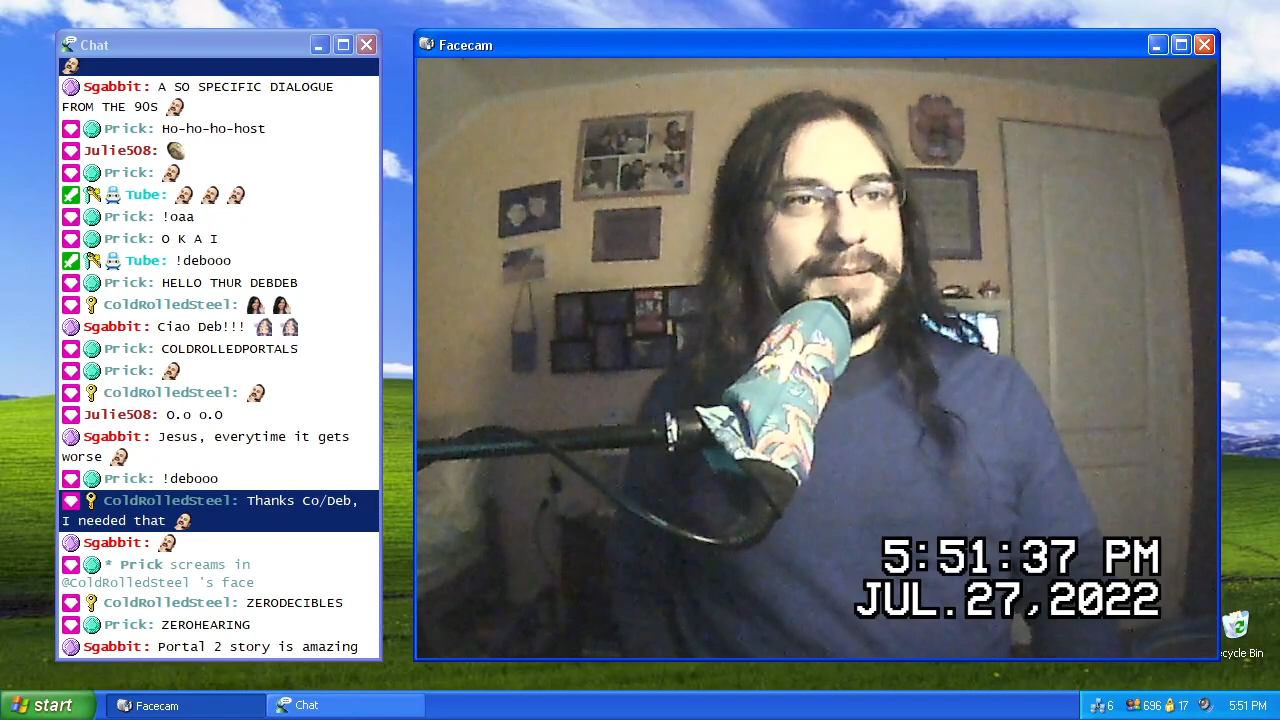 Chat
Sgabbit: A SO SPECIFIC DIALOGUE
FROM THE 90S
Prick: Ho-ho-ho-host
Julie508:
Prick:
Tube:
Prick: !oaa
Prick: O K A I
Tube: !debooo
Prick: HELLO THUR DEBDEB
ColdRolledSteel:
Sgabbit: Ciao Deb!!!
Prick: COLDROLLEDPORTALS
Prick:
ColdRolledSteel:
Julie508: O.o o.O
Sgabbit: Jesus, everytime it gets
worse
Prick: !debooo
ColdRolledSteel: Thanks Co/Deb,
I needed that
Sgabbit:
* Prick screams in
@ColdRolledSteel 's face
ColdRolledSteel: ZERODECIBLES
Prick: ZEROHEARING
Sgabbit: Portal 2 story is amazing
Facecam
5:51:37 PM
JUL.27,2022
ecycle Bin
start
Facecam
Chat
6 696 17 5:51 PM